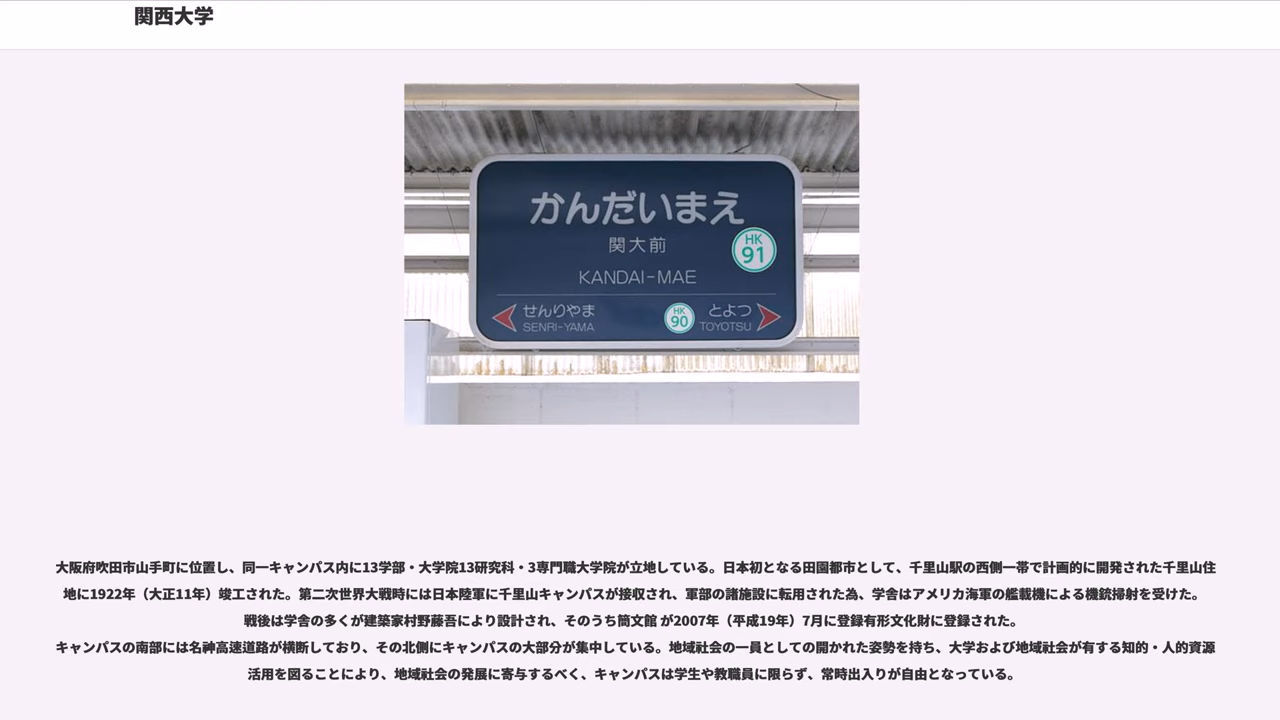 関西大学
かんだいまえ
関大前
HK
91
KANDAI-MAE
せんりやま
SENRI-YAMA
HK
90
とよつ
TOYOTSU
大阪府吹田市山手町に位置し、同一キャンパス内に13学部・大学院13研究科・3専門職大学院が立地している。日本初となる田園都市として、千里山駅の西側一帯で計画的に開発された千里山住
地に1922年（大正11年）竣工された。第二次世界大戦時には日本陸軍に千里山キャンパスが接収され、軍部の諸施設に転用された為、学舎はアメリカ海軍の艦載機による機銃掃射を受けた。
戦後は学舎の多くが建築家村野藤吾により設計され、そのうち簡文館 が2007年（平成19年）7月に登録有形文化財に登録された。
キャンパスの南部には名神高速道路が横断しており、その北側にキャンパスの大部分が集中している。地域社会の一員としての開かれた姿勢を持ち、大学および地域社会が有する知的・人的資源
活用を図ることにより、地域社会の発展に寄与するべく、キャンパスは学生や教職員に限らず、常時出入りが自由となっている。